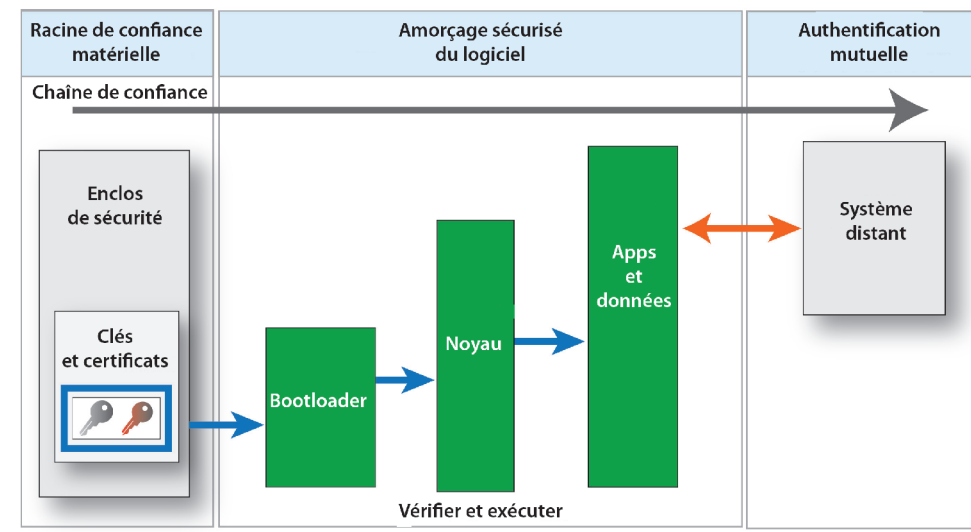 Racine de confiance
matérielle
Amorçage sécurisé
du logiciel
Authentification
mutuelle
Chaîne de confiance
Enclos
de sécurité
Clés
et certificats
Bootloader
Noyau
Apps
et
données
Système
distant
Vérifier et exécuter